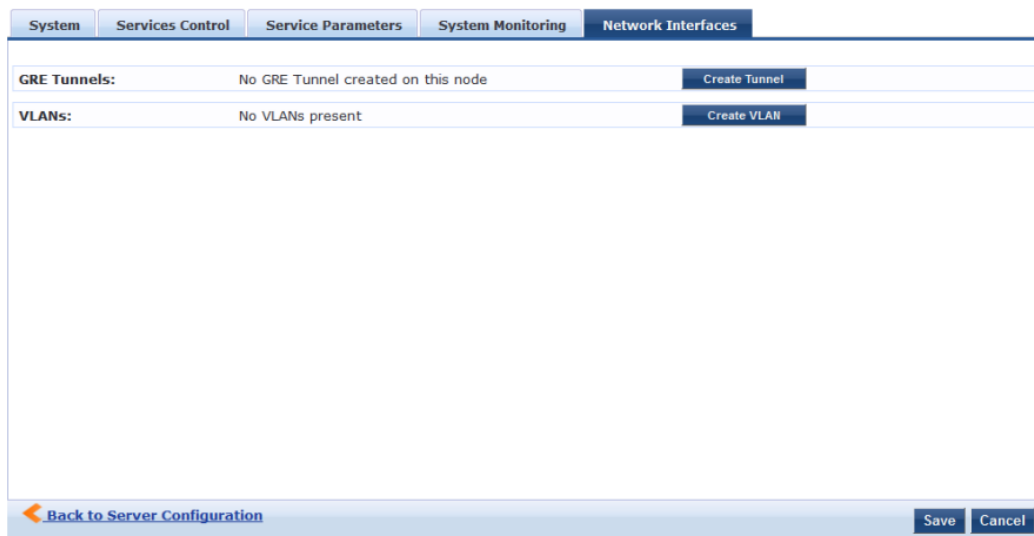 System Services Control Service Parameters System Monitoring Network Interfaces
GRE Tunnels: No GRE Tunnel created on this node Create Tunnel
VLANs: No VLANs present Create VLAN
Back to Server Configuration Save Cancel